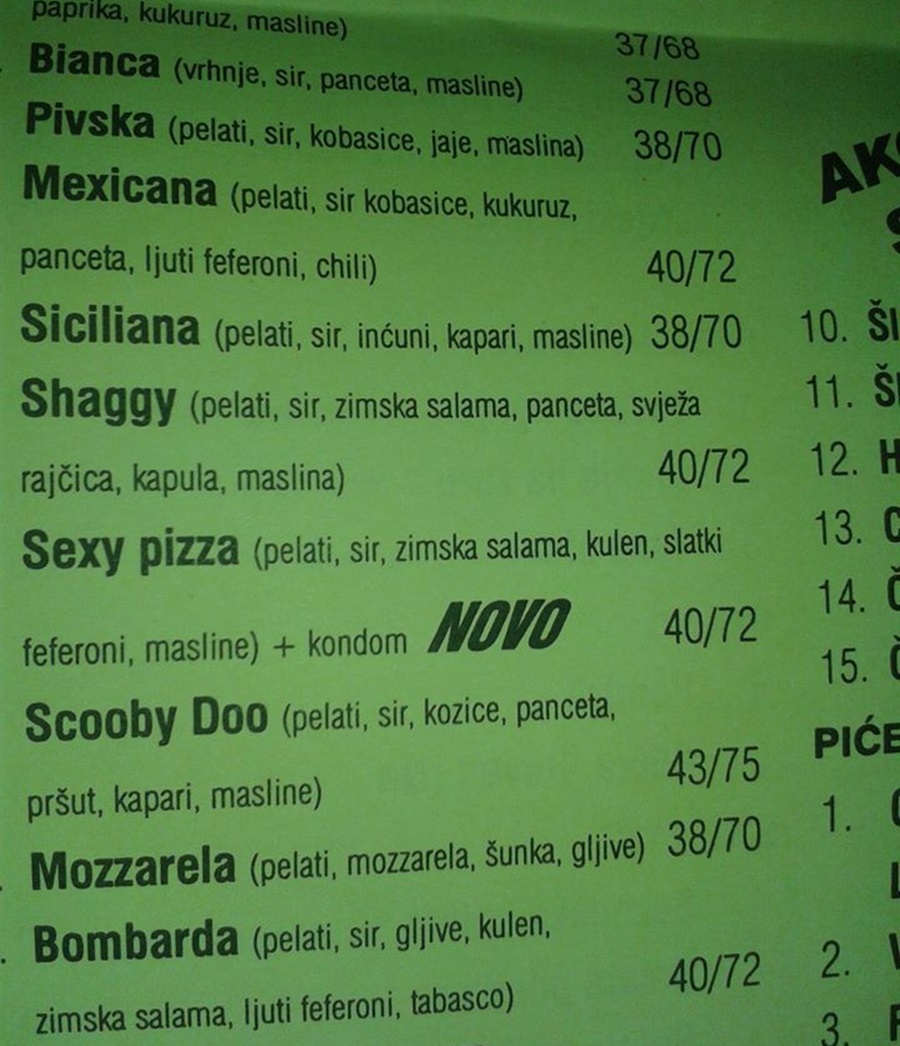 paprika, kukuruz, masline) 37/68
Bianca (vrhnje, sir, panceta, masline) 37/68
Pivska (pelati, sir, kobasice, jaje, maslina) 38/70
Mexicana (pelati, sir kobasice, kukuruz,
panceta, ljuti feferoni, chili) 40/72
Siciliana (pelati, sir, inćuni, kapari, masline) 38/70
Shaggy (pelati, sir, zimska salama, panceta, svježa
rajčica, kapula, maslina) 40/72
Sexy pizza (pelati, sir, zimska salama, kulen, slatki
feferoni, masline) + kondom NOVO 40/72
Scooby Doo (pelati, sir, kozice, panceta,
pršut, kapari, masline) 43/75
Mozzarela (pelati, mozzarela, šunka, gljive) 38/70
Bombarda (pelati, sir, gljive, kulen,
zimska salama, ljuti feferoni, tabasco) 40/72
10.
11.
12.
13.
14.
15.
1.
2.
3.